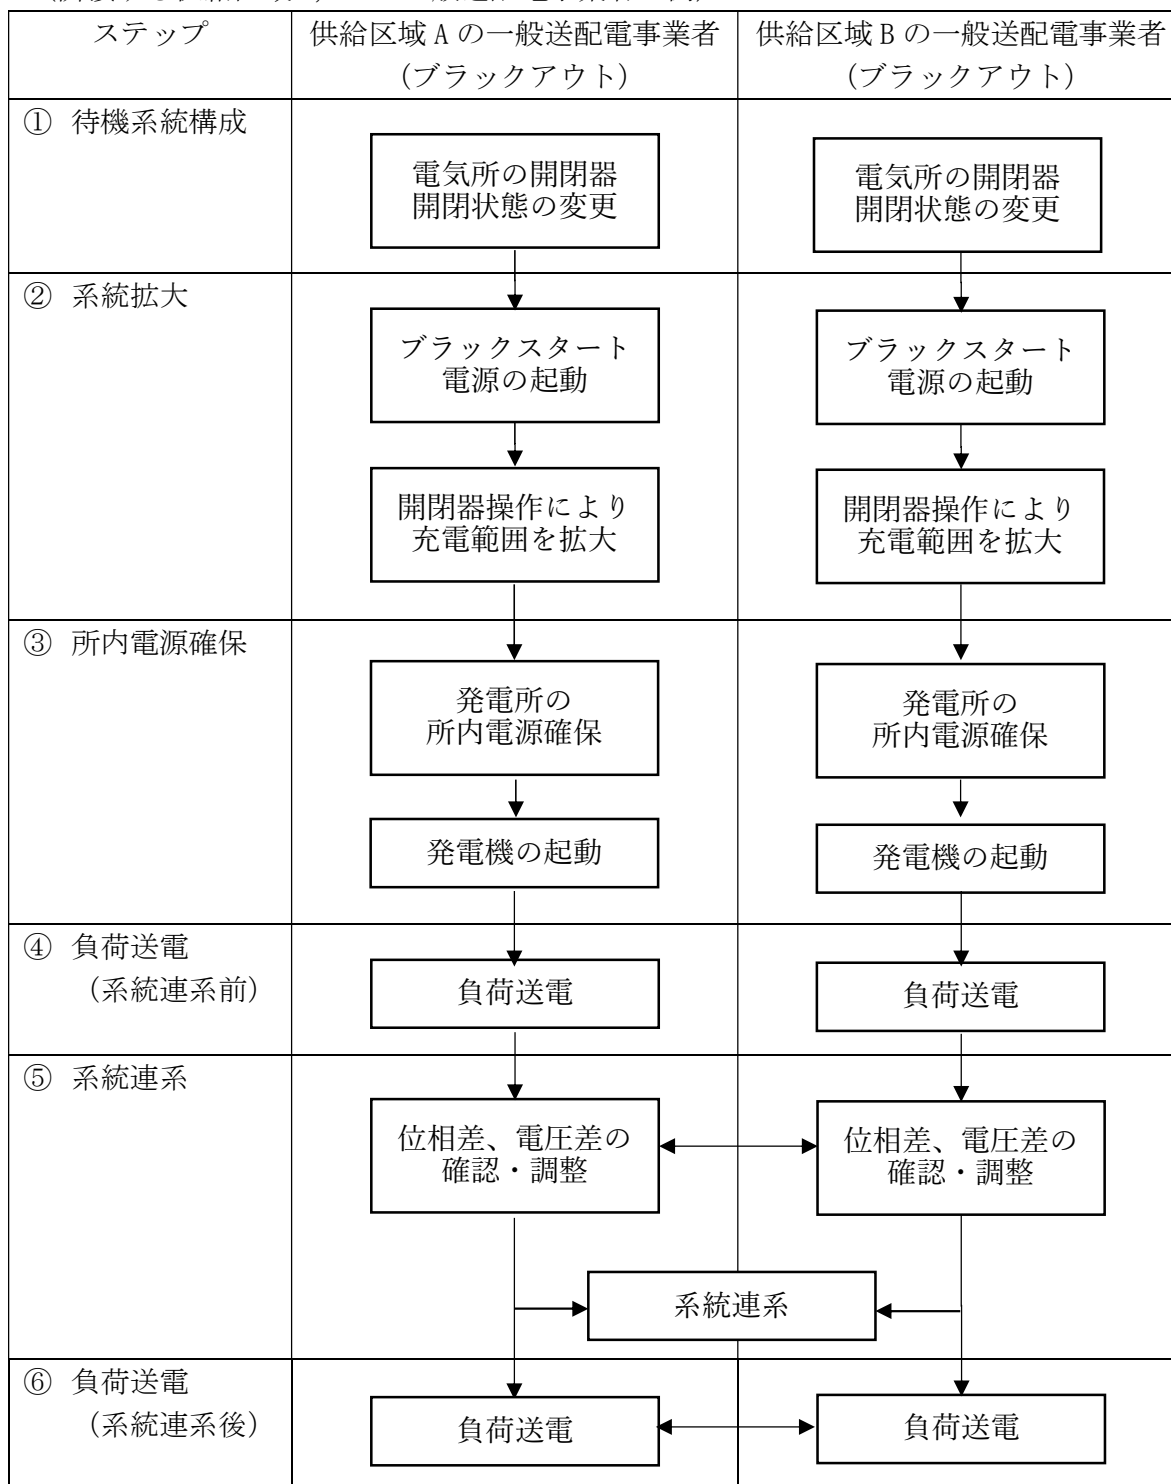 ステップ
供給区域 A の一般送配電事業者
（ブラックアウト）
供給区域 B の一般送配電事業者
（ブラックアウト）
① 待機系統構成
電気所の開閉器
開閉状態の変更
電気所の開閉器
開閉状態の変更
② 系統拡大
ブラックスタート
電源の起動
ブラックスタート
電源の起動
開閉器操作により
充電範囲を拡大
開閉器操作により
充電範囲を拡大
③ 所内電源確保
発電所の
所内電源確保
発電所の
所内電源確保
発電機の起動
発電機の起動
④ 負荷送電
（系統連系前）
負荷送電
負荷送電
⑤ 系統連系
位相差、電圧差の
確認・調整
位相差、電圧差の
確認・調整
系統連系
⑥ 負荷送電
（系統連系後）
負荷送電
負荷送電